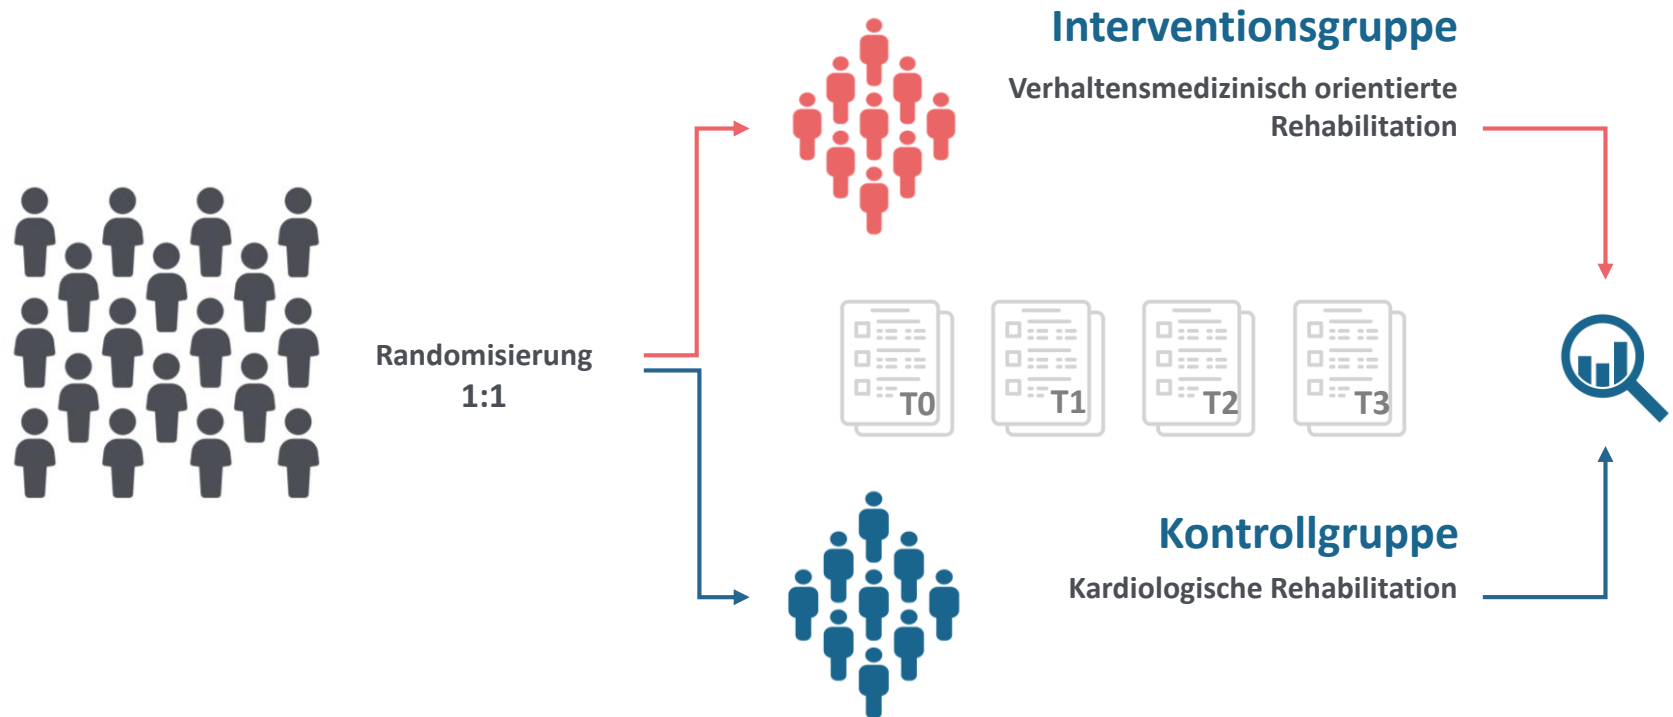 Interventionsgruppe
Verhaltensmedizinisch orientierte
Rehabilitation
Randomisierung
1:1
T0
T1
T2
T3
Kontrollgruppe
Kardiologische Rehabilitation